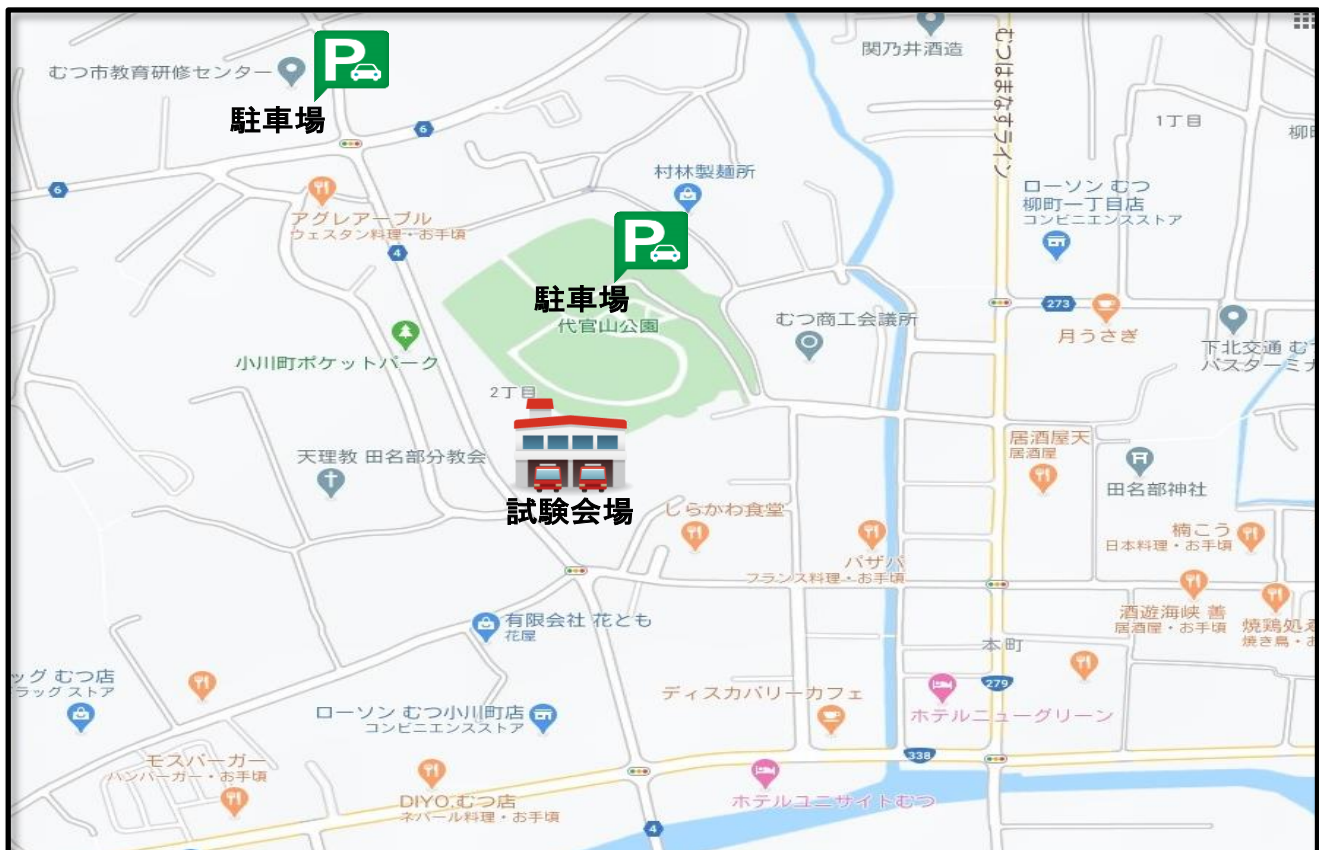 関乃井酒造
むつ市教育研修センター
P
駐車場
むつはまなすライン
1丁目
6
6
村林製麺所
ローソン むつ
柳町一丁目店
コンビニエンスストア
アグレアーブル
ウェスタン料理・お手頃
4
P
駐車場
代官山公園
273
むつ商工会議所
月うさぎ
下北交通 む
バスターミナ
小川町ポケットパーク
2丁目
天理教 田名部分教会
居酒屋天
居酒屋
田名部神社
試験会場
しらかわ食堂
楠こう
日本料理・お手頃
バザバ
フランス料理・お手頃
有限会社 花とも
花屋
酒遊海峡 善
居酒屋・お手頃
焼鶏処
焼き鳥・お
本町
279
ッグ むつ店
ラッグ ストア
ディスカバリーカフェ
ローソン むつ小川町店
コンビニエンスストア
ホテルニューグリーン
モスバーガー
ハンバーガー・お手頃
338
DIYO,むつ店
ネパール料理・お手頃
ホテルユニサイトむつ
4